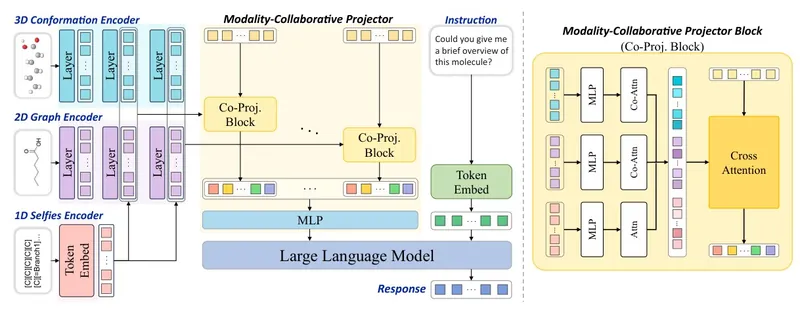 3D Conformation Encoder
Layer
Layer
Layer
2D Graph Encoder
OH
O
Layer
Layer
Layer
1D Selfies Encoder
[C][C][C][C][C]
[C][=Branch1]...
Token
Embed
Modality-Collaborative Projector
Co-Proj.
Block
Co-Proj.
Block
MLP
Large Language Model
Instruction
Could you give me
a brief overview of
this molecule?
Token
Embed
Response
Modality-Collaborative Projector Block
(Co-Proj. Block)
MLP
Co-Attn
MLP
Co-Attn
MLP
Attn
Cross
Attention